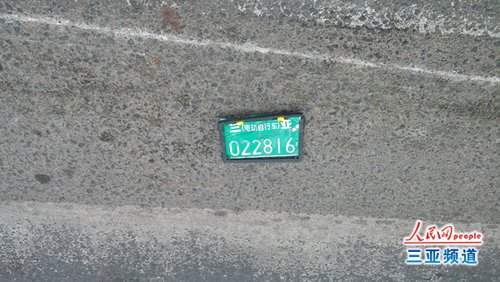 三(电动自行车)亚
022816
人民网people
三亚频道